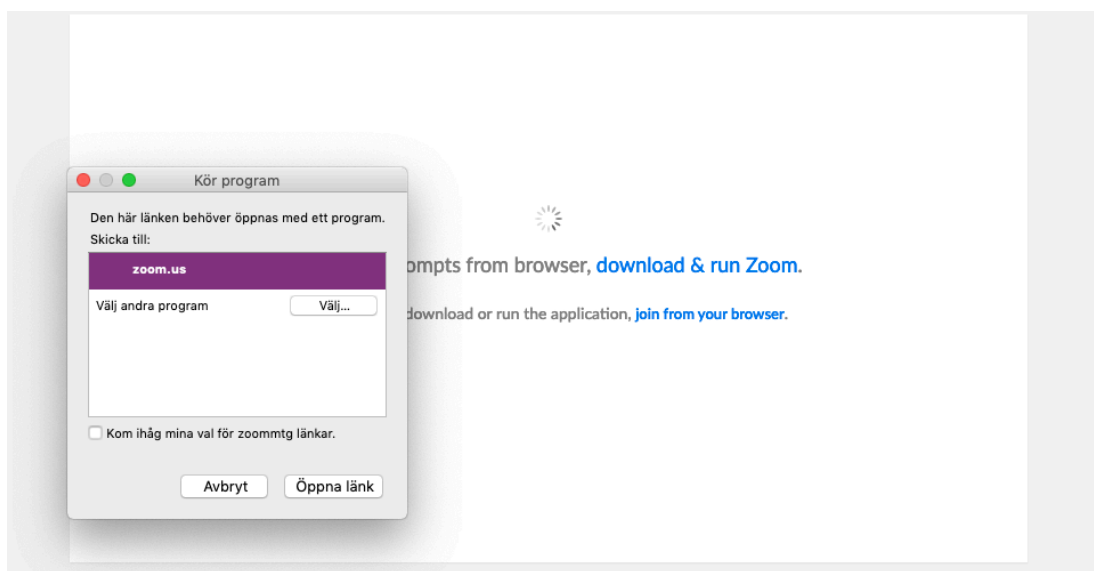 Kör program
Den här länken behöver öppnas med ett program.
Skicka till:
zoom.us
Välj andra program
Välj...
Kom ihåg mina val för zoommtg länkar.
Avbryt
Öppna länk
from browser, download & run Zoom.
download or run the application, join from your browser.